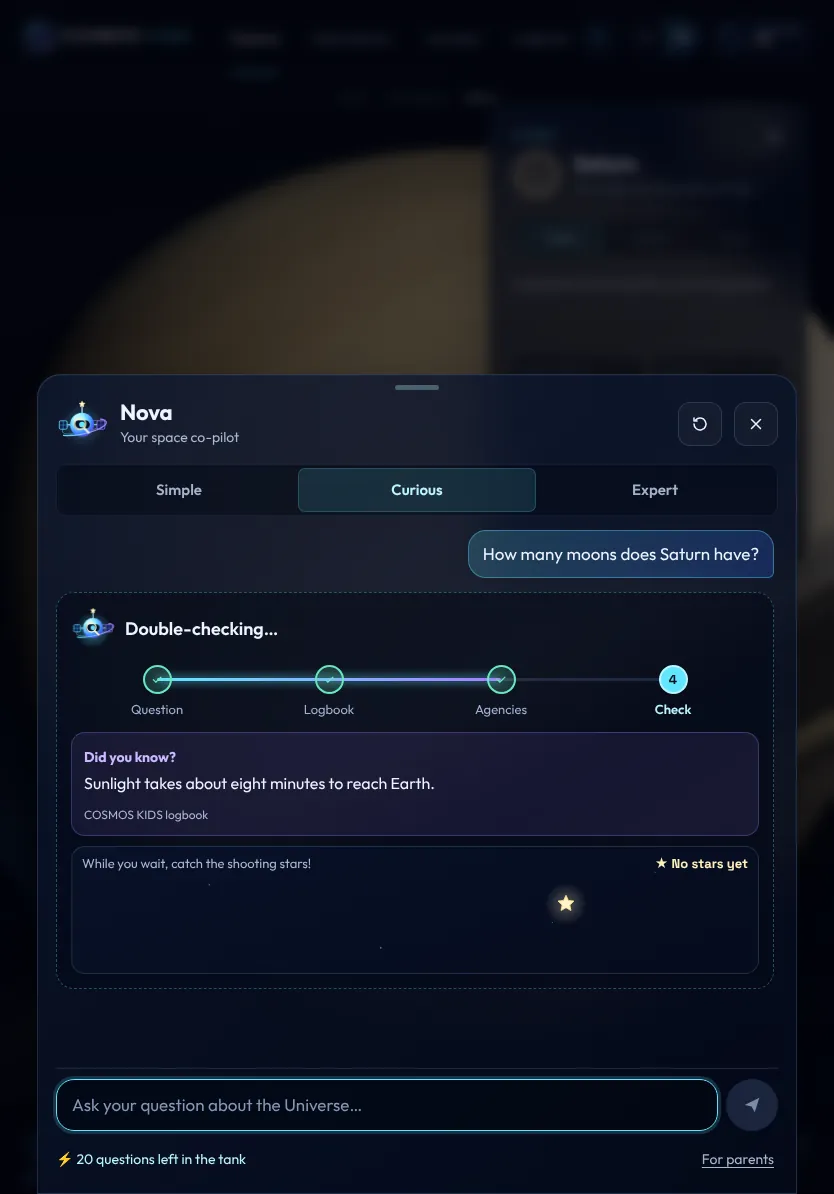 Nova
Your space co-pilot
Simple
Curious
Expert
How many moons does Saturn have?
Double-checking...
4
Question
Logbook
Agencies
Check
Did you know?
Sunlight takes about eight minutes to reach Earth.
COSMOS KIDS logbook
While you wait, catch the shooting stars!
★ No stars yet
Ask your question about the Universe...
⚡ 20 questions left in the tank
For parents